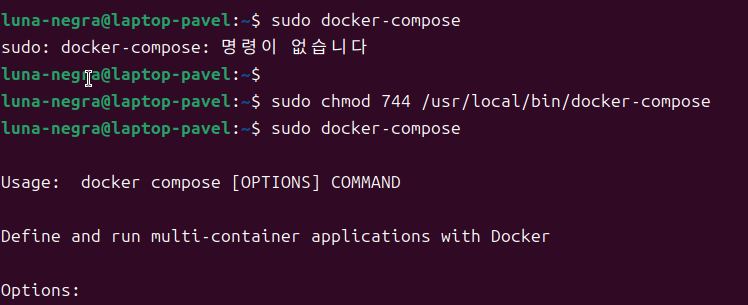 luna-negra@laptop-pavel:~$ sudo docker-compose
sudo: docker-compose: 명령이 없습니다
luna-negra@laptop-pavel:~$
luna-negra@laptop-pavel:~$ sudo chmod 744 /usr/local/bin/docker-compose
luna-negra@laptop-pavel:~$ sudo docker-compose
Usage:  docker compose [OPTIONS] COMMAND
Define and run multi-container applications with Docker
Options: